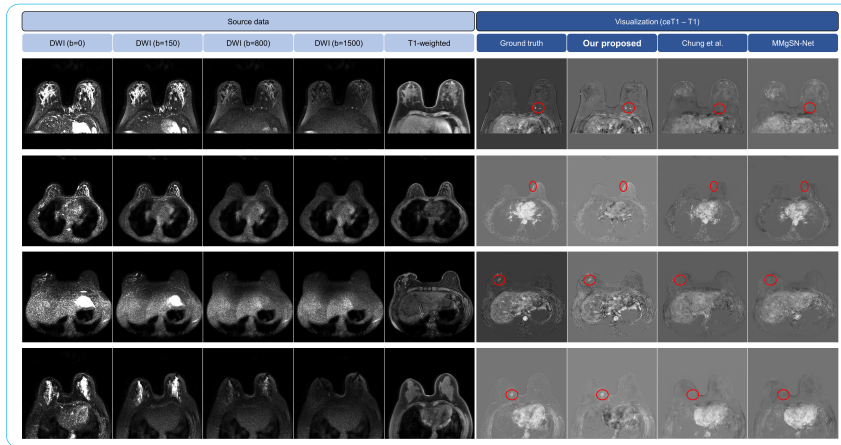 Source data
Visualization (ceT1 – T1)
DWI (b=0)
DWI (b=150)
DWI (b=800)
DWI (b=1500)
T1-weighted
Ground truth
Our proposed
Chung et al.
MMgSN-Net